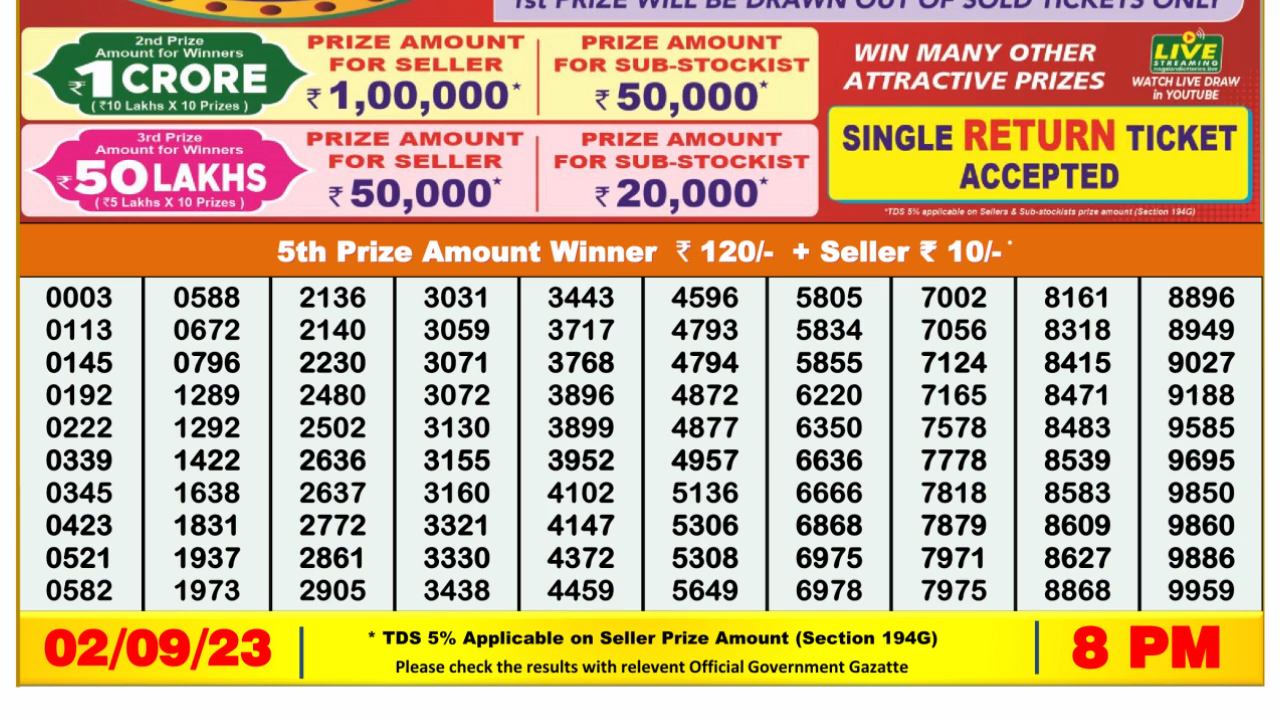 1st PRIZE WILL BE DRAWN OUT OF SOLD TICKETS ONLY
2nd Prize
Amount for Winners
₹1 CRORE
( ₹10 Lakhs X 10 Prizes )
PRIZE AMOUNT
FOR SELLER
₹ 1,00,000*
PRIZE AMOUNT
FOR SUB-STOCKIST
₹ 50,000*
WIN MANY OTHER
ATTRACTIVE PRIZES
LIVE
STREAMING
WATCH LIVE DRAW
in YOUTUBE
3rd Prize
Amount for Winners
₹50 LAKHS
( ₹5 Lakhs X 10 Prizes )
PRIZE AMOUNT
FOR SELLER
₹ 50,000*
PRIZE AMOUNT
FOR SUB-STOCKIST
₹ 20,000*
SINGLE RETURN TICKET
ACCEPTED
*TDS 5% applicable on Sellers & Sub-stockists prize amount (Section 194G)
5th Prize Amount Winner ₹ 120/- + Seller ₹ 10/-*
0003 0588 2136 3031 3443 4596 5805 7002 8161 8896
0113 0672 2140 3059 3717 4793 5834 7056 8318 8949
0145 0796 2230 3071 3768 4794 5855 7124 8415 9027
0192 1289 2480 3072 3896 4872 6220 7165 8471 9188
0222 1292 2502 3130 3899 4877 6350 7578 8483 9585
0339 1422 2636 3155 3952 4957 6636 7778 8539 9695
0345 1638 2637 3160 4102 5136 6666 7818 8583 9850
0423 1831 2772 3321 4147 5306 6868 7879 8609 9860
0521 1937 2861 3330 4372 5308 6975 7971 8627 9886
0582 1973 2905 3438 4459 5649 6978 7975 8868 9959
02/09/23
* TDS 5% Applicable on Seller Prize Amount (Section 194G)
Please check the results with relevent Official Government Gazatte
8 PM